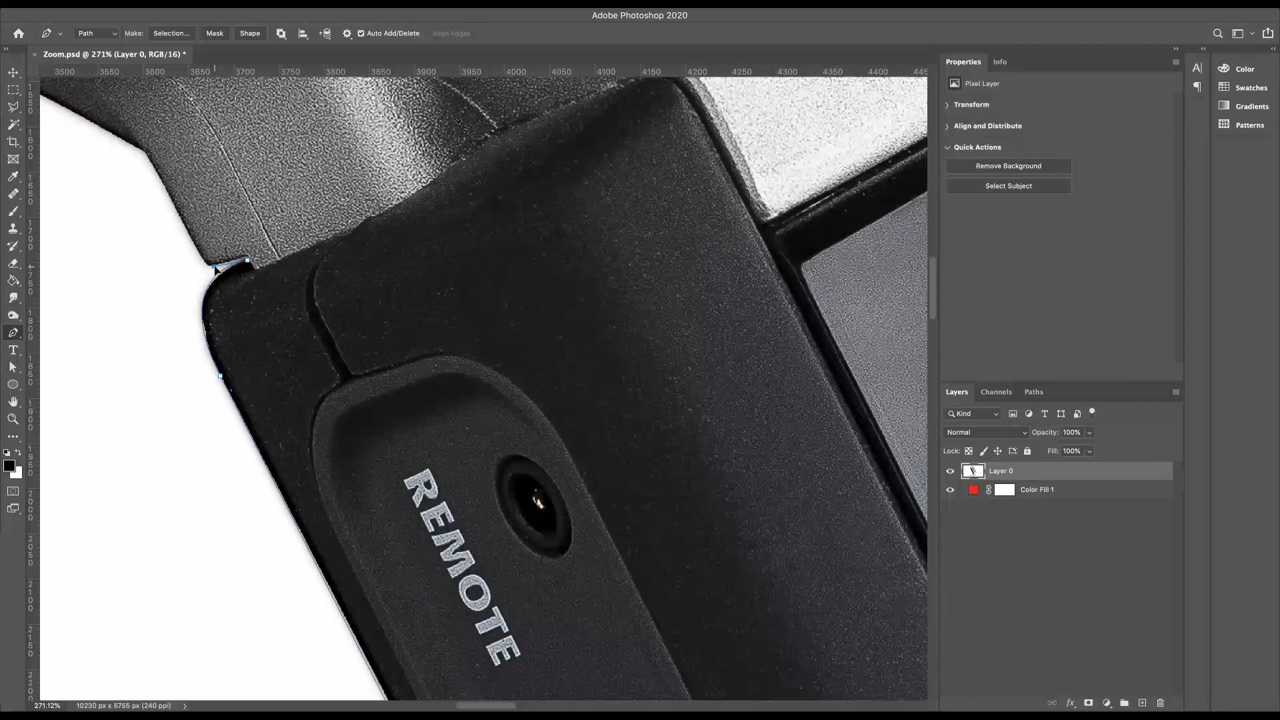 Adobe Photoshop 2020
Path Make: Selection... Mask Shape Auto Add/Delete Align Edges
Zoom.psd @ 271% (Layer 0, RGB/16) *
3500 3550 3600 3650 3700 3750 3800 3850 3900 3950 4000 4050 4100 4150 4200 4250 4300 4350 4400 445
Properties Info
Pixel Layer
Transform
Align and Distribute
Quick Actions
Remove Background
Select Subject
Color
Swatches
Gradients
Patterns
REMOTE
Layers Channels Paths
Kind
Normal Opacity: 100%
Lock: Fill: 100%
Layer 0
Color Fill 1
271.12% 10230 px x 5755 px (240 ppi)